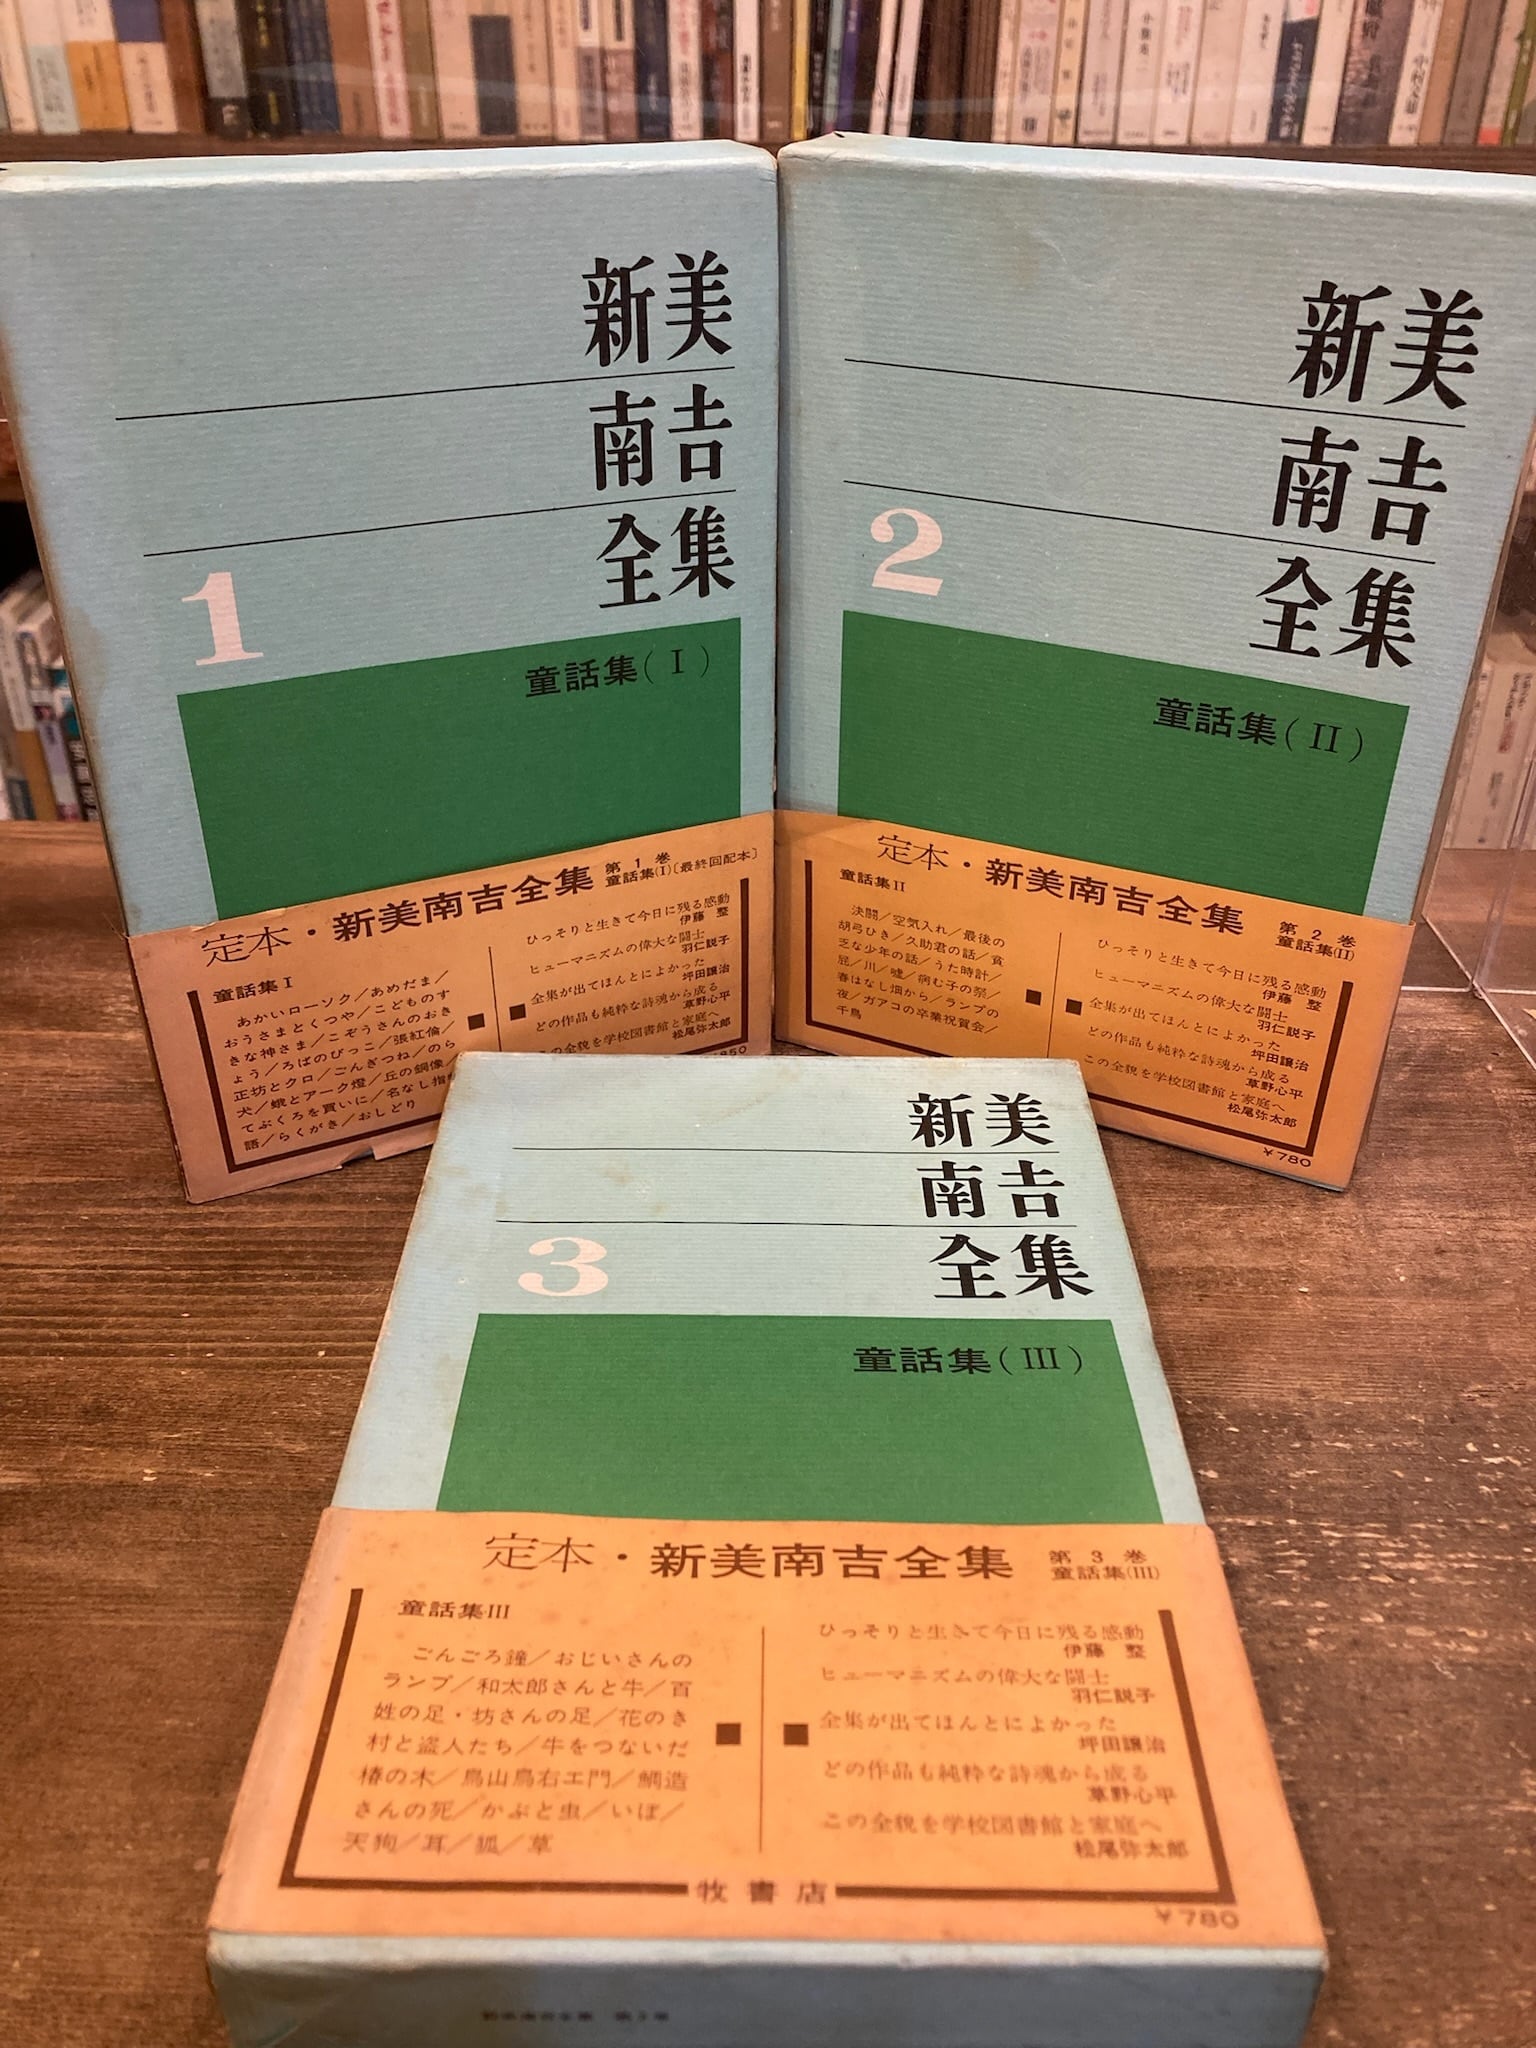 新美
南吉
全集
1
童話集(Ⅰ)
定本・新美南吉全集
第1巻
童話集(Ⅰ)〔最終回配本〕
童話集Ⅰ
あかいローソク／あめだま／
おうさまとくつや／こどものす
きな神さま／こぞうさんのおき
ょう／ろばのびっこ／張紅倫／
正坊とクロ／ごんぎつね／のら
犬／蛾とアーク燈／丘の銅像
てぶくろを買いに／名なし指
語／らくがき／おしどり
ひっそりと生きて今日に残る感動
伊藤 整
ヒューマニズムの偉大な闘士
羽仁説子
全集が出てほんとによかった
坪田譲治
どの作品も純粋な詩魂から成る
草野心平
の全貌を学校図書館と家庭へ
松尾弥太郎
850
新美
南吉
全集
2
童話集(Ⅱ)
定本・新美南吉全集
第2巻
童話集(Ⅱ)
童話集Ⅱ
決闘／空気入れ／最後の
胡弓ひき／久助君の話／貧
乏な少年の話／うた時計／
屁／川／嘘／病む子の祭／
春はなし畑から／ランプの
夜／ガアコの卒業祝賀会／
千鳥
ひっそりと生きて今日に残る感動
伊藤 整
ヒューマニズムの偉大な闘士
羽仁説子
全集が出てほんとによかった
坪田譲治
どの作品も純粋な詩魂から成る
草野心平
この全貌を学校図書館と家庭へ
松尾弥太郎
¥780
新美
南吉
全集
3
童話集(Ⅲ)
定本・新美南吉全集
第3巻
童話集(Ⅲ)
童話集Ⅲ
ごんごろ鐘／おじいさんの
ランプ／和太郎さんと牛／百
姓の足・坊さんの足／花のき
村と盗人たち／牛をつないだ
椿の木／鳥山鳥右エ門／鯛造
さんの死／かぶと虫／いぼ／
天狗／耳／狐／草
ひっそりと生きて今日に残る感動
伊藤 整
ヒューマニズムの偉大な闘士
羽仁説子
全集が出てほんとによかった
坪田譲治
どの作品も純粋な詩魂から成る
草野心平
この全貌を学校図書館と家庭へ
松尾弥太郎
牧書店
¥780